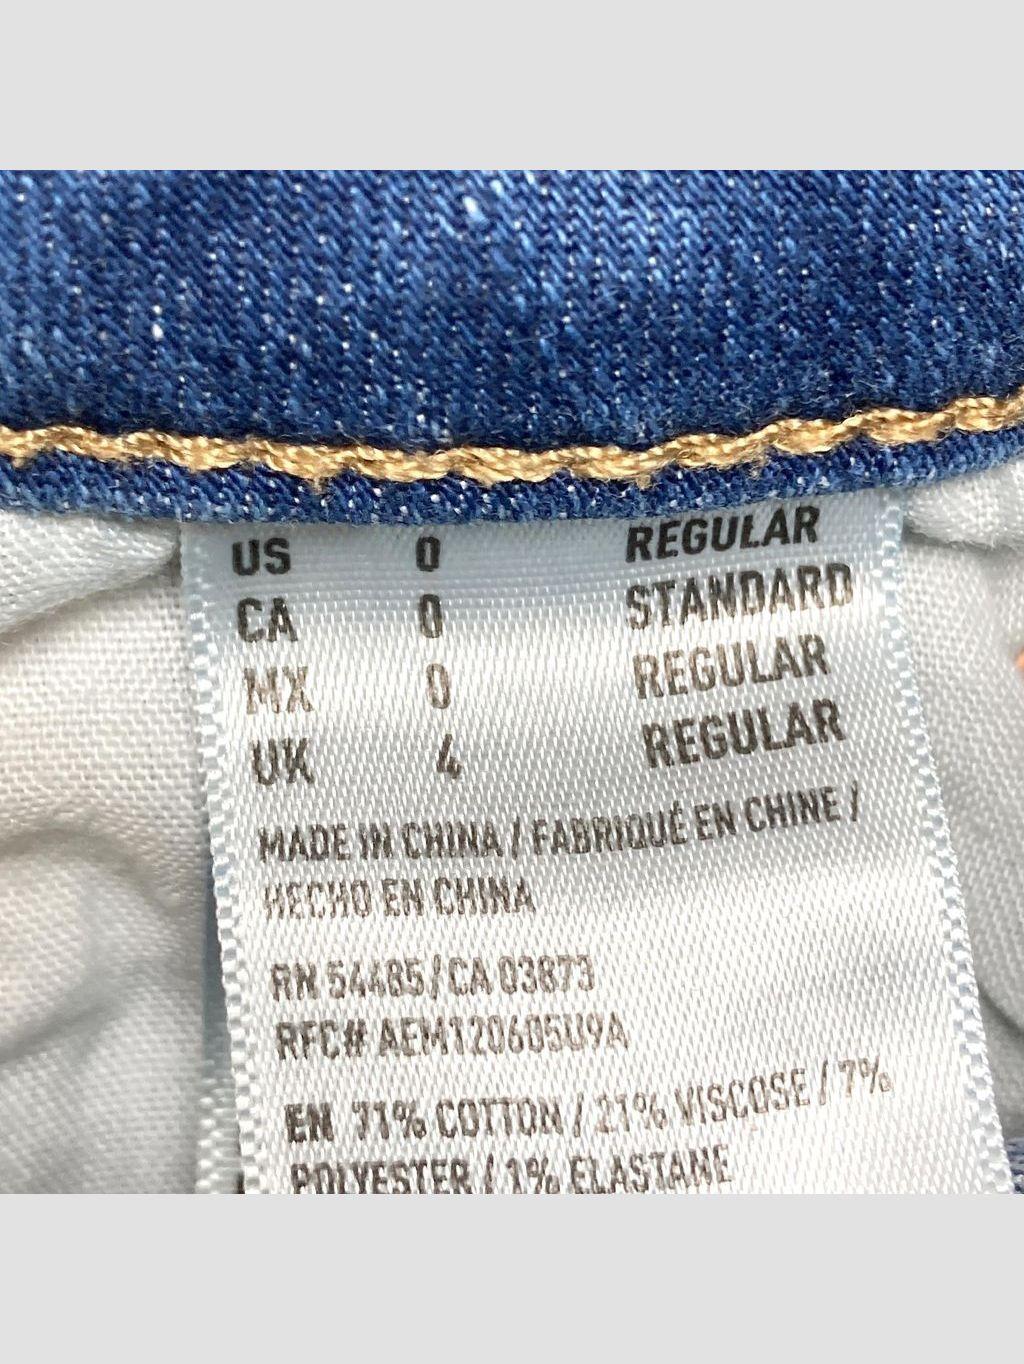 US 0 REGULAR
CA 0 STANDARD
MX 0 REGULAR
UK 4 REGULAR
MADE IN CHINA / FABRIQUÉ EN CHINE /
HECHO EN CHINA
RN 54485/CA 03873
RFC# AEM120605U9A
EN 71% COTTON / 21% VISCOSE / 7%
POLYESTER / 1% ELASTANE